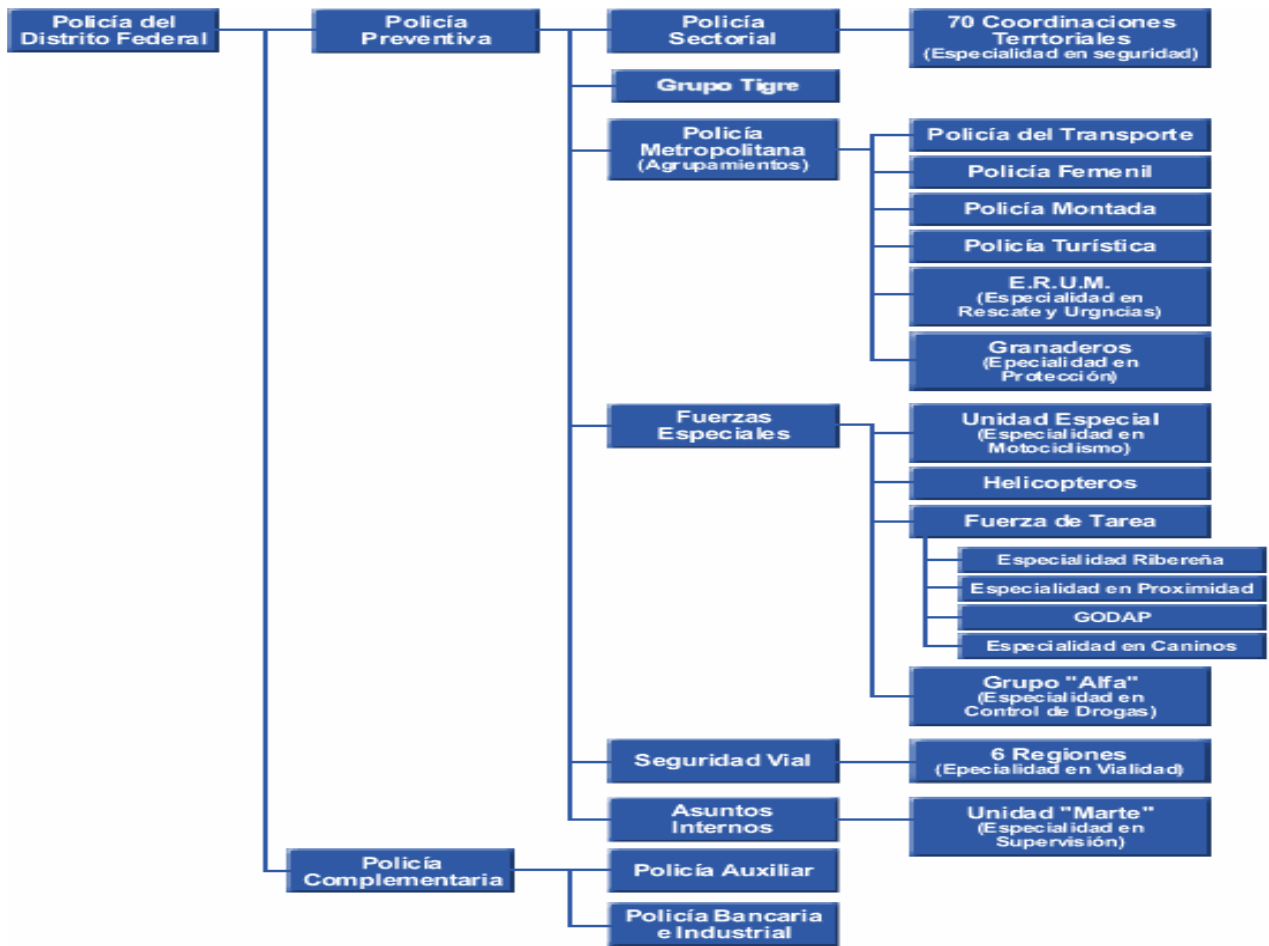 Policía del
Distrito Federal
Policía
Preventiva
Policía
Sectorial
70 Coordinaciones
Terrtoriales
(Especialidad en seguridad)
Grupo Tigre
Policía
Metropolitana
(Agrupamientos)
Policía del Transporte
Policía Femenil
Policía Montada
Policía Turística
E.R.U.M.
(Especialidad en
Rescate y Urgncias)
Granaderos
(Epecialidad en
Protección)
Fuerzas
Especiales
Unidad Especial
(Especialidad en
Motociclismo)
Helicopteros
Fuerza de Tarea
Especialidad Ribereña
Especialidad en Proximidad
GODAP
Especialidad en Caninos
Grupo "Alfa"
(Especialidad en
Control de Drogas)
Seguridad Vial
6 Regiones
(Epecialidad en Vialidad)
Asuntos
Internos
Unidad "Marte"
(Especialidad en
Supervisión)
Policía
Complementaria
Policía Auxiliar
Policía Bancaria
e Industrial